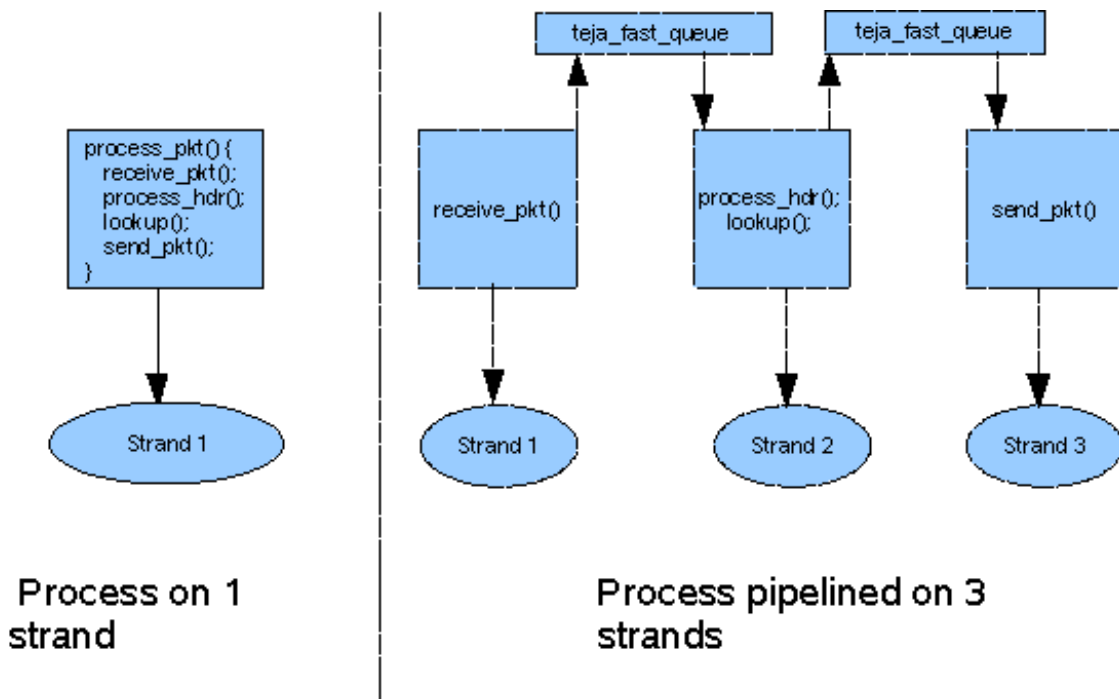 process_pkt() {
receive_pkt();
process_hdr();
lookup();
send_pkt();
}
Strand 1
Process on 1
strand
teja_fast_queue
teja_fast_queue
receive_pkt()
process_hdr();
lookup();
send_pkt()
Strand 1
Strand 2
Strand 3
Process pipelined on 3
strands